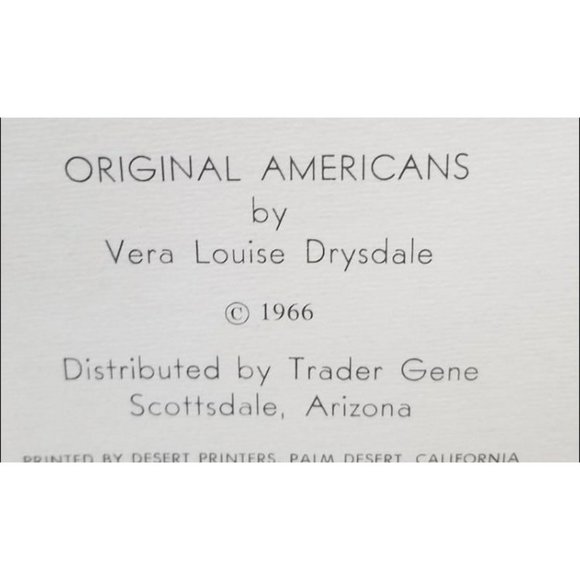 ORIGINAL AMERICANS
by
Vera Louise Drysdale
© 1966
Distributed by Trader Gene
Scottsdale, Arizona
PRINTED BY DESERT PRINTERS, PALM DESERT, CALIFORNIA